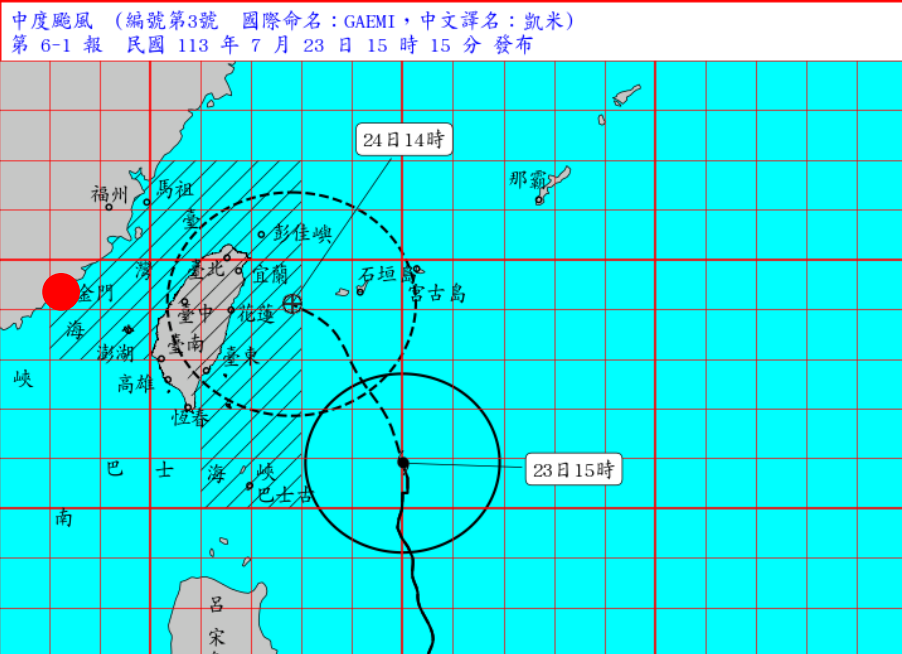 中度颱風 (編號第3號 國際命名：GAEMI，中文譯名：凱米)
第 6-1 報 民國 113 年 7 月 23 日 15 時 15 分 發布
24日14時
那霸
福州
馬祖
臺
彭佳嶼
灣
臺北
宜蘭
石垣島
宮古島
金門
臺中
花蓮
海
澎湖
臺南
臺東
峽
高雄
恆春
巴 士 海 峽
23日15時
巴士古
南
呂
宋